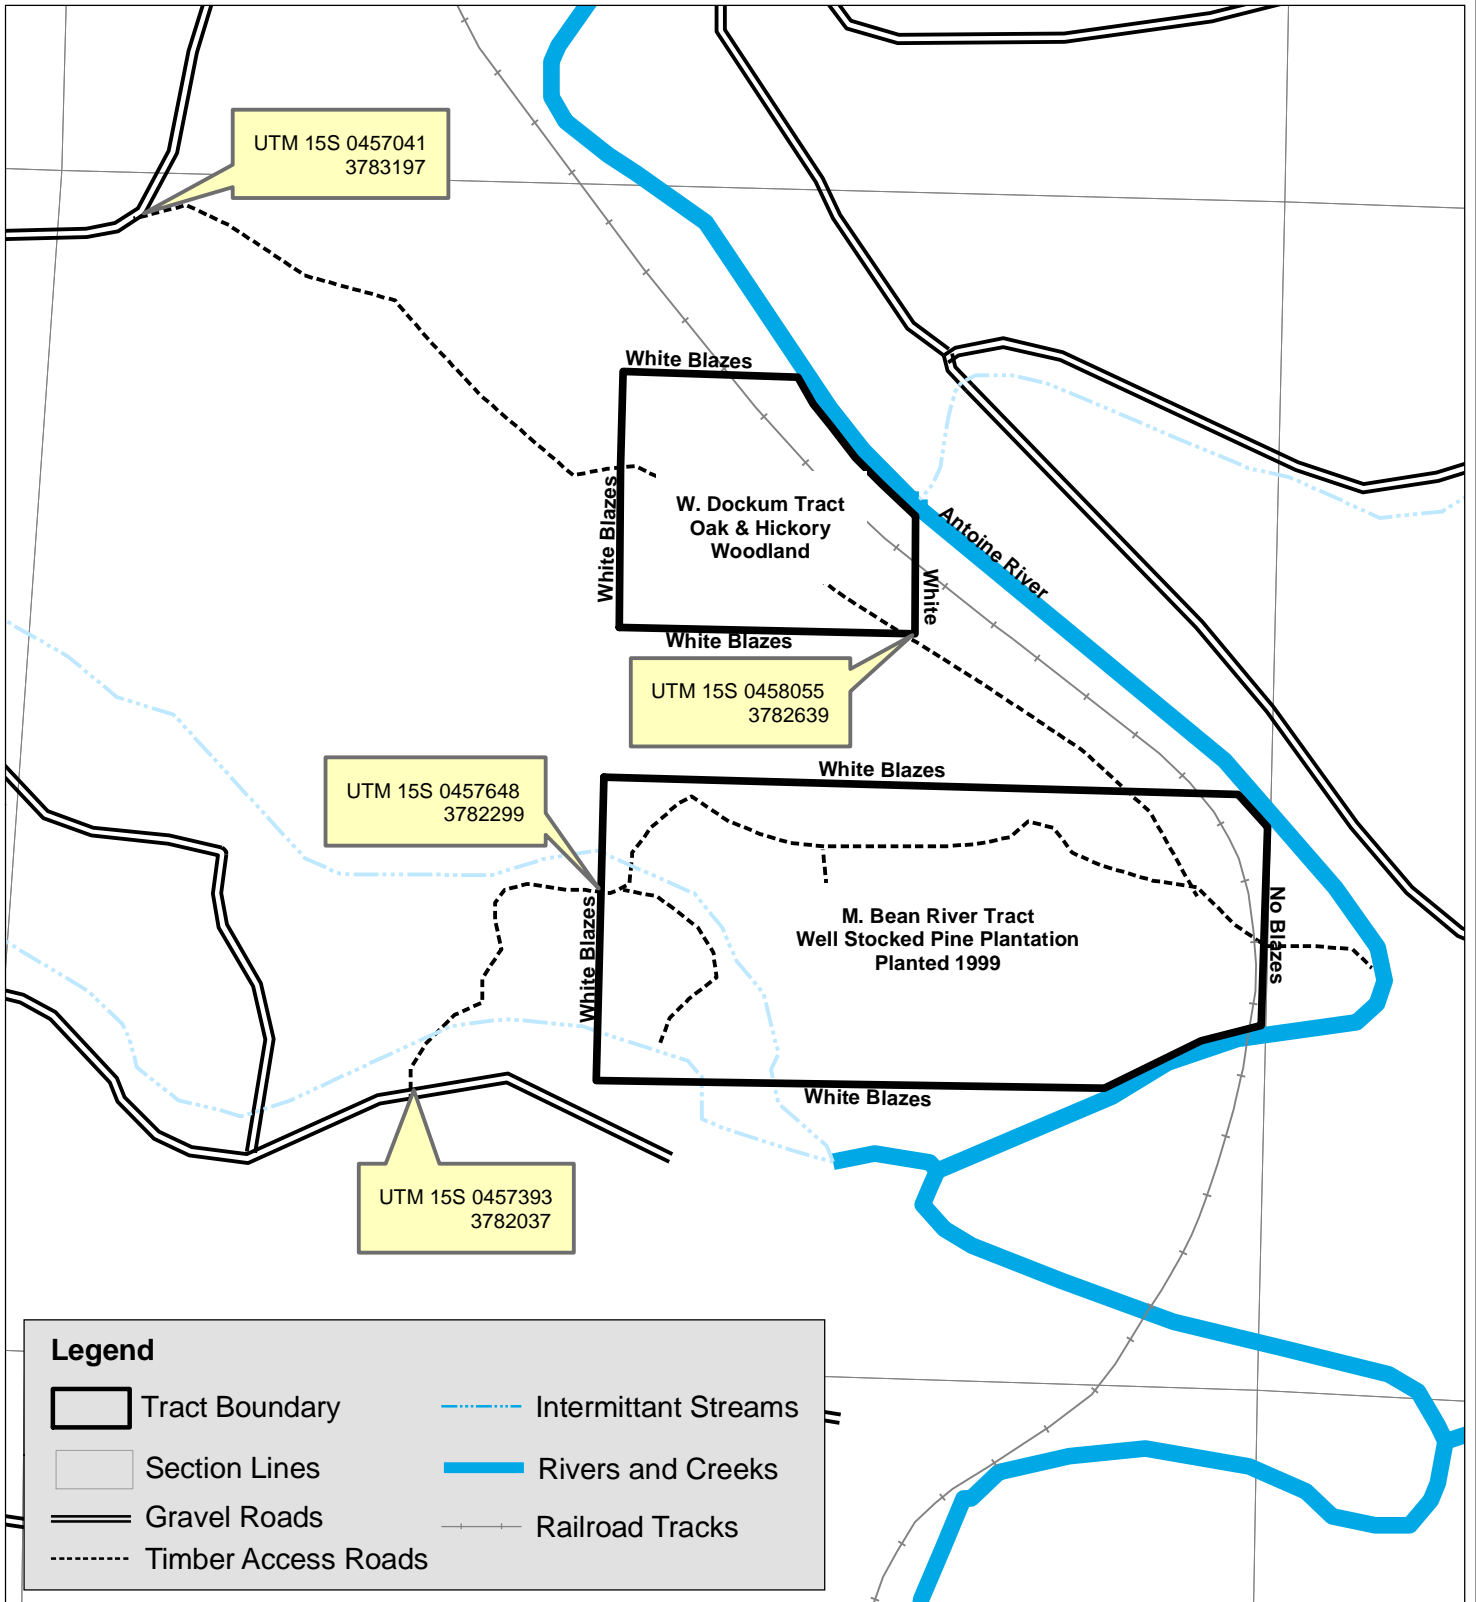 UTM 15S 0457041
3783197
White Blazes
White Blazes
W. Dockum Tract
Oak & Hickory
Woodland
Antoine River
White
White Blazes
UTM 15S 0458055
3782639
White Blazes
UTM 15S 0457648
3782299
White Blazes
M. Bean River Tract
Well Stocked Pine Plantation
Planted 1999
No Blazes
White Blazes
UTM 15S 0457393
3782037
Legend
Tract Boundary
Section Lines
Gravel Roads
Timber Access Roads
Intermittant Streams
Rivers and Creeks
Railroad Tracks